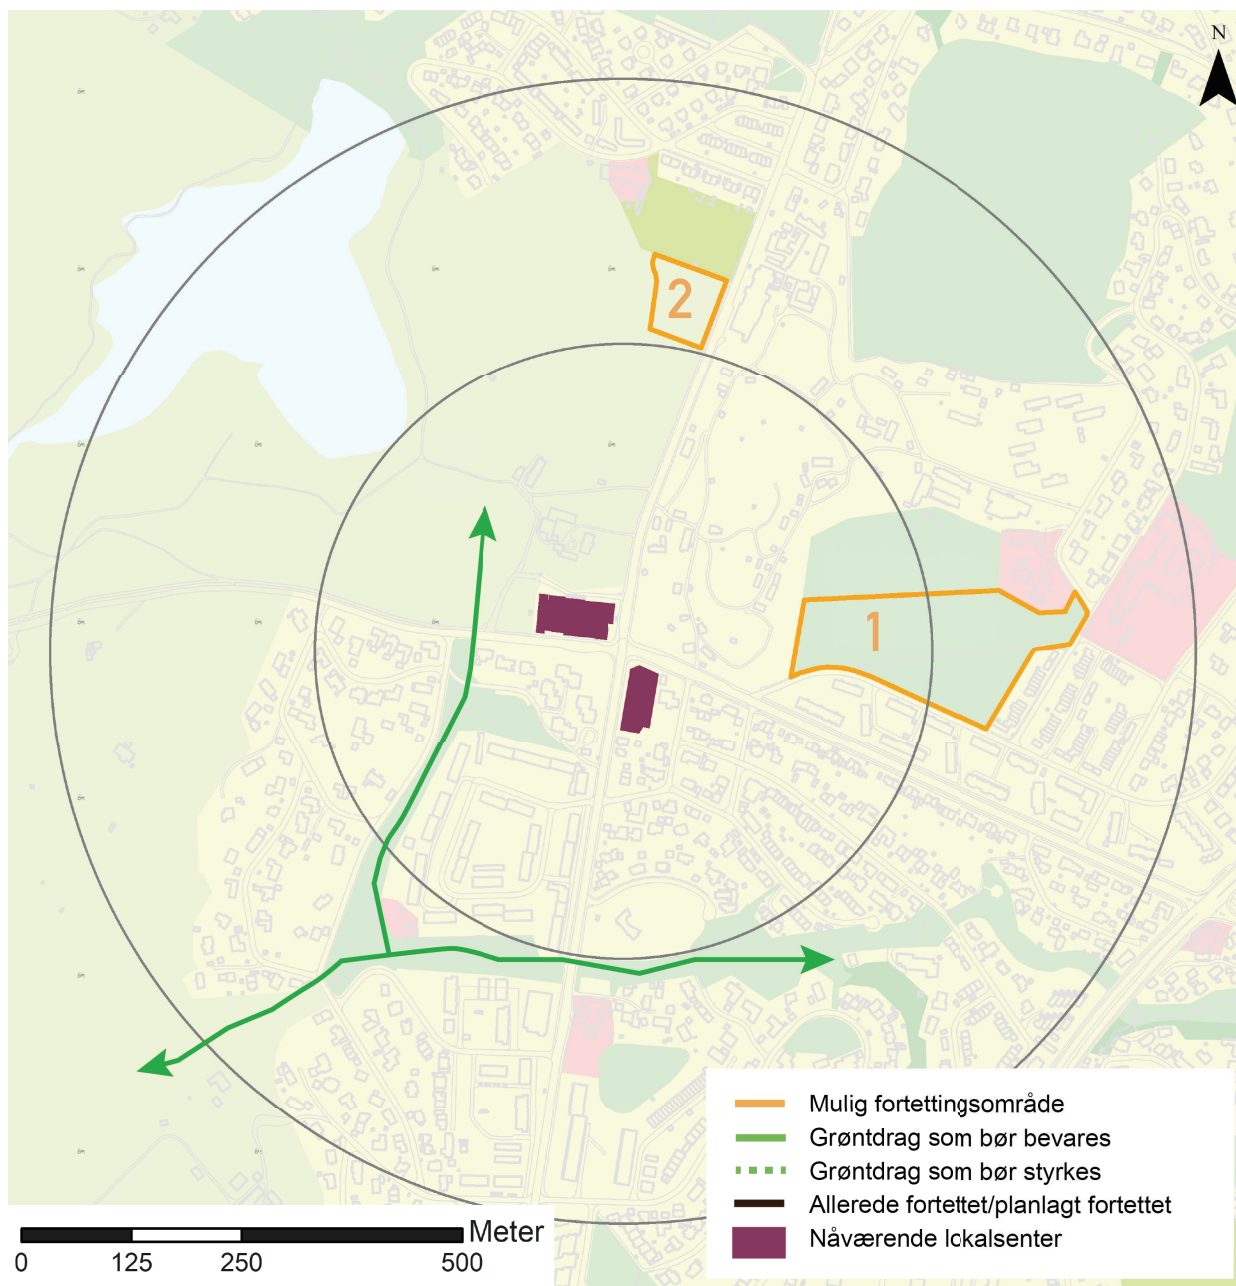 N
2
1
Mulig fortettingsområde
Grøntdrag som bør bevares
Grøntdrag som bør styrkes
Allerede fortettet/planlagt fortettet
Nåværende lokalsenter
Meter
0 125 250 500